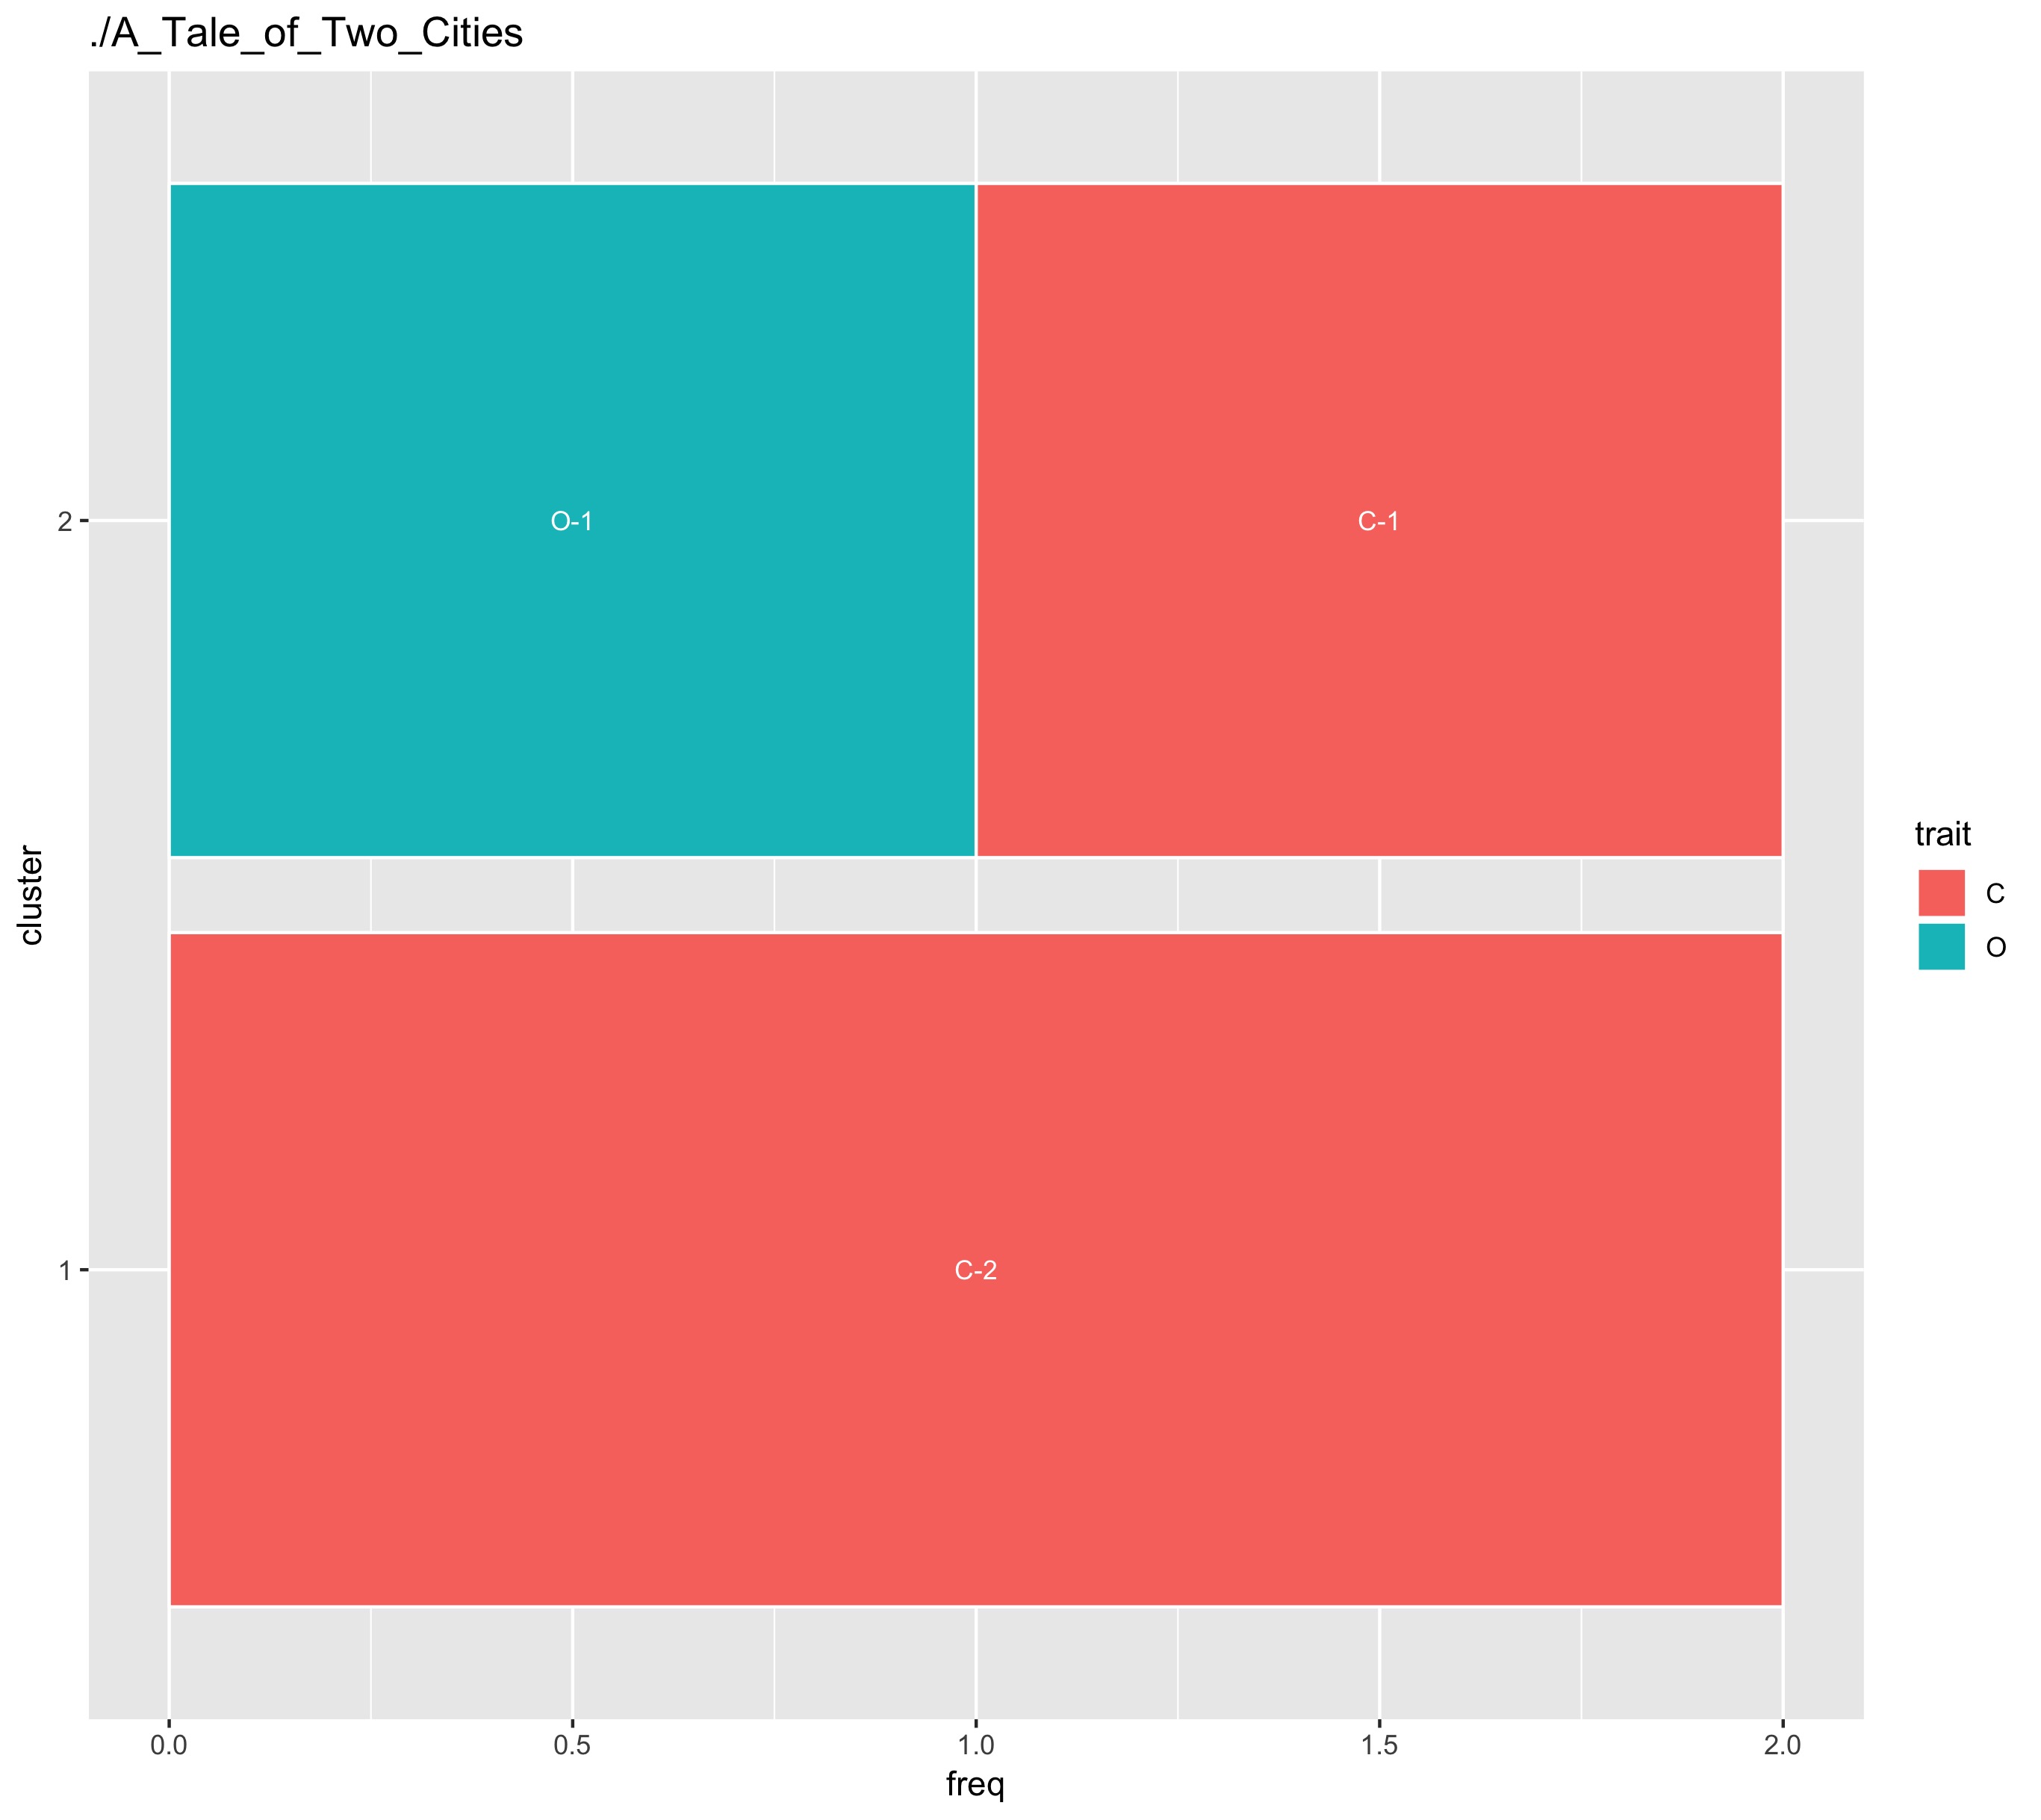 ./A_Tale_of_Two_Cities
cluster
2
1
O-1
C-1
C-2
0.0
0.5
1.0
1.5
2.0
freq
trait
C
O